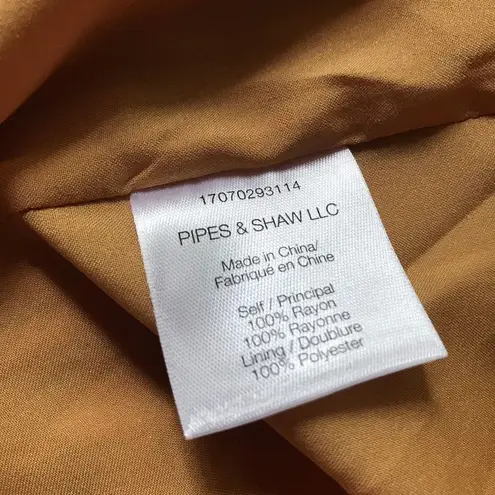 17070293114
PIPES & SHAW LLC
Made in China/
Fabriqué en Chine
Self / Principal
100% Rayon
100% Rayonne
Lining / Doublure
100% Polyester